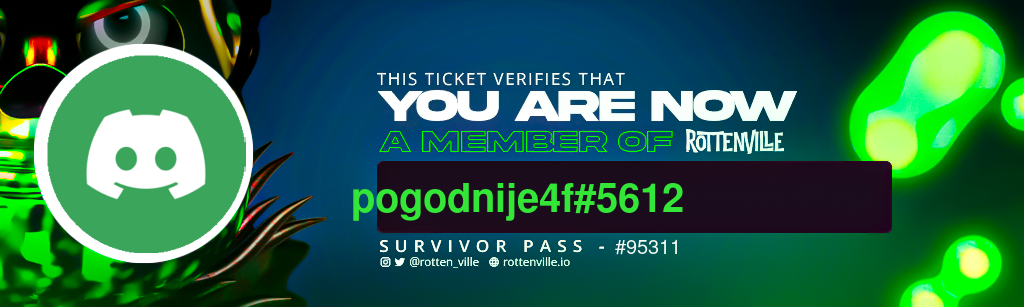 THIS TICKET VERIFIES THAT
YOU ARE NOW
A MEMBER OF ROTTENVILLE
pogodnije4f#5612
SURVIVOR PASS - #95311
@rotten_ville rottenville.io